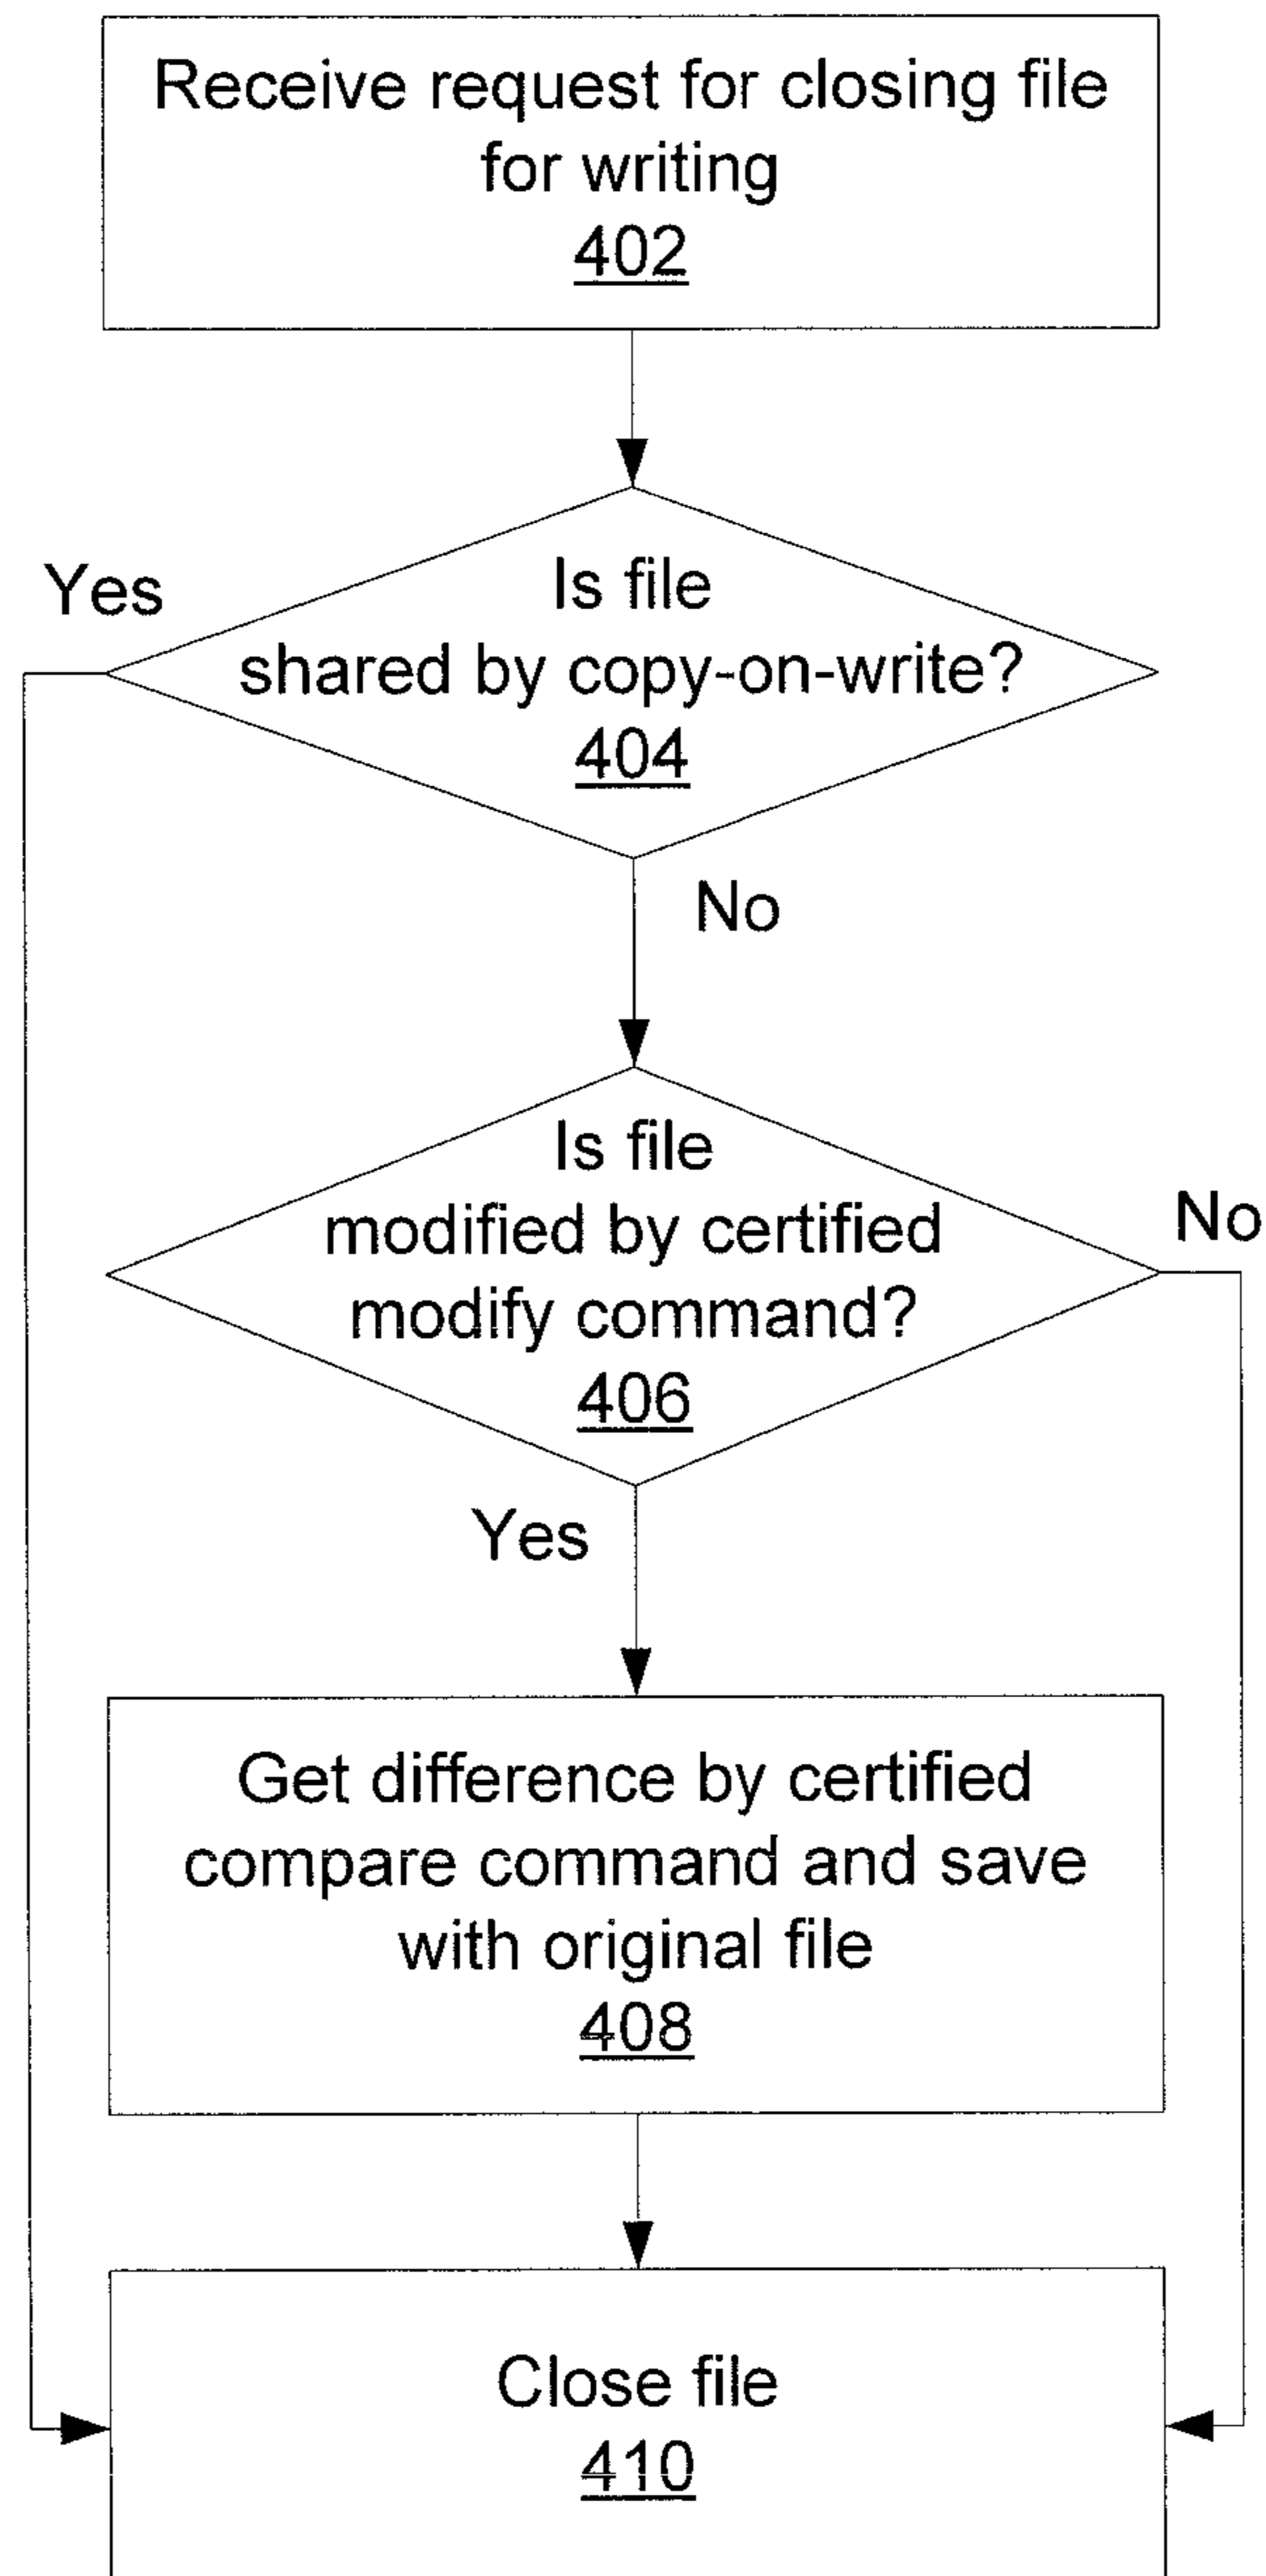 Receive request for closing file
for writing
402
Yes
Is file
shared by copy-on-write?
404
No
Is file
modified by certified
modify command?
406
No
Yes
Get difference by certified
compare command and save
with original file
408
Close file
410